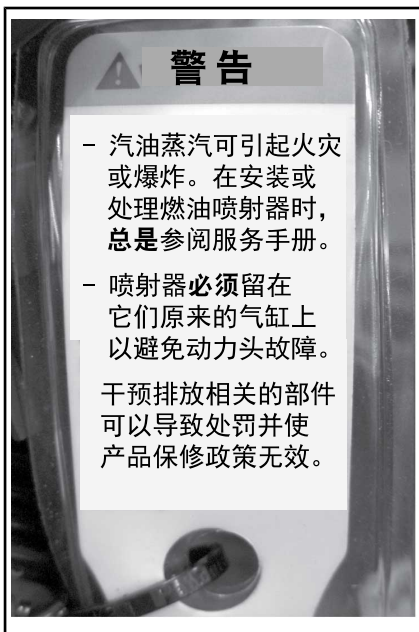 警告
- 汽油蒸汽可引起火灾
或爆炸。在安装或
处理燃油喷射器时,
总是参阅服务手册。
- 喷射器必须留在
它们原来的气缸上
以避免动力头故障。
干预排放相关的部件
可以导致处罚并使
产品保修政策无效。